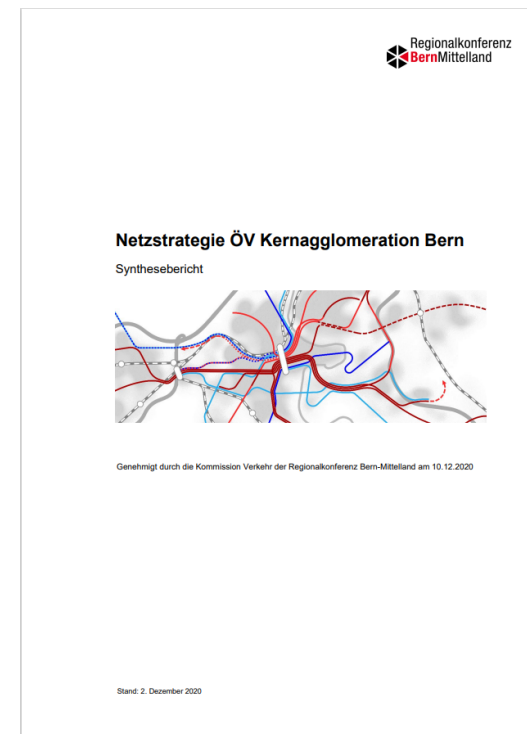 Regionalkonferenz
BernMittelland
Netzstrategie ÖV Kernagglomeration Bern
Synthesebericht
Genehmigt durch die Kommission Verkehr der Regionalkonferenz Bern-Mittelland am 10.12.2020
Stand: 2. Dezember 2020